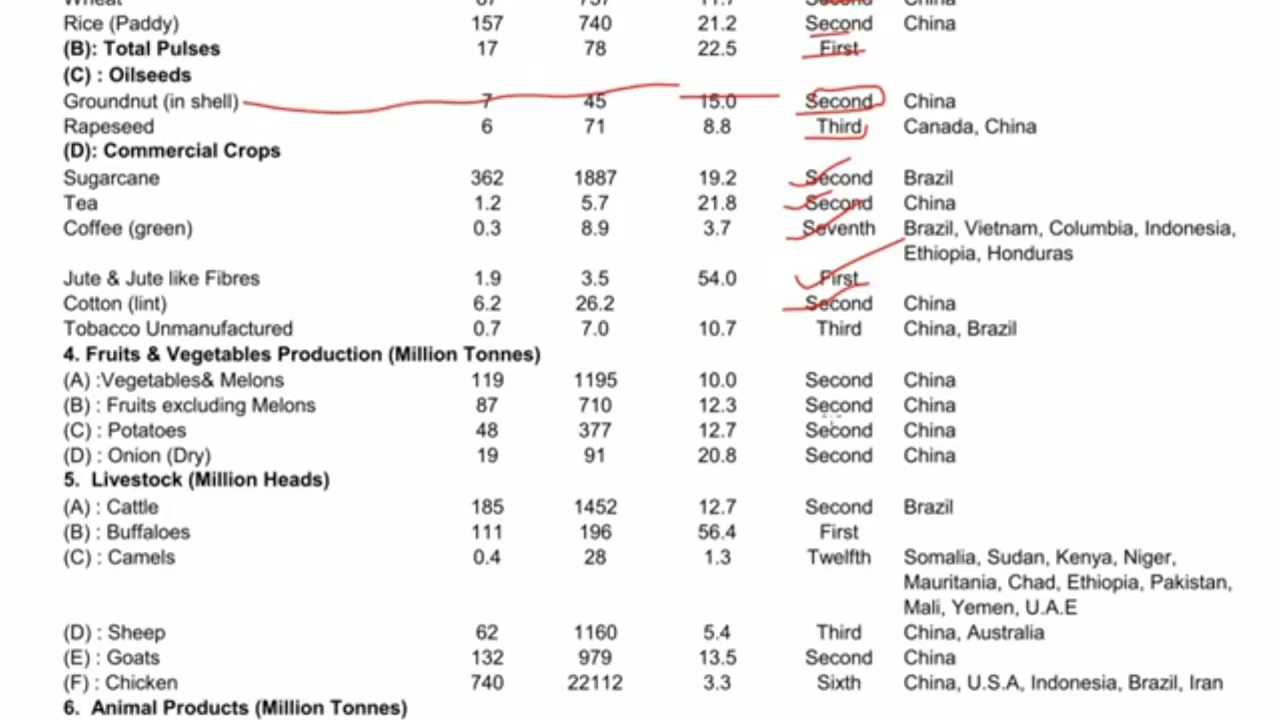 Wheat 87 757 11.7 Second China
Rice (Paddy) 157 740 21.2 Second China
(B): Total Pulses 17 78 22.5 First
(C) : Oilseeds
Groundnut (in shell) 7 45 15.0 Second China
Rapeseed 6 71 8.8 Third Canada, China
(D): Commercial Crops
Sugarcane 362 1887 19.2 Second Brazil
Tea 1.2 5.7 21.8 Second China
Coffee (green) 0.3 8.9 3.7 Seventh Brazil, Vietnam, Columbia, Indonesia,
Ethiopia, Honduras
Jute & Jute like Fibres 1.9 3.5 54.0 First
Cotton (lint) 6.2 26.2 Second China
Tobacco Unmanufactured 0.7 7.0 10.7 Third China, Brazil
4. Fruits & Vegetables Production (Million Tonnes)
(A) :Vegetables& Melons 119 1195 10.0 Second China
(B) : Fruits excluding Melons 87 710 12.3 Second China
(C) : Potatoes 48 377 12.7 Second China
(D) : Onion (Dry) 19 91 20.8 Second China
5. Livestock (Million Heads)
(A) : Cattle 185 1452 12.7 Second Brazil
(B) : Buffaloes 111 196 56.4 First
(C) : Camels 0.4 28 1.3 Twelfth Somalia, Sudan, Kenya, Niger,
Mauritania, Chad, Ethiopia, Pakistan,
Mali, Yemen, U.A.E
(D) : Sheep 62 1160 5.4 Third China, Australia
(E) : Goats 132 979 13.5 Second China
(F) : Chicken 740 22112 3.3 Sixth China, U.S.A, Indonesia, Brazil, Iran
6. Animal Products (Million Tonnes)